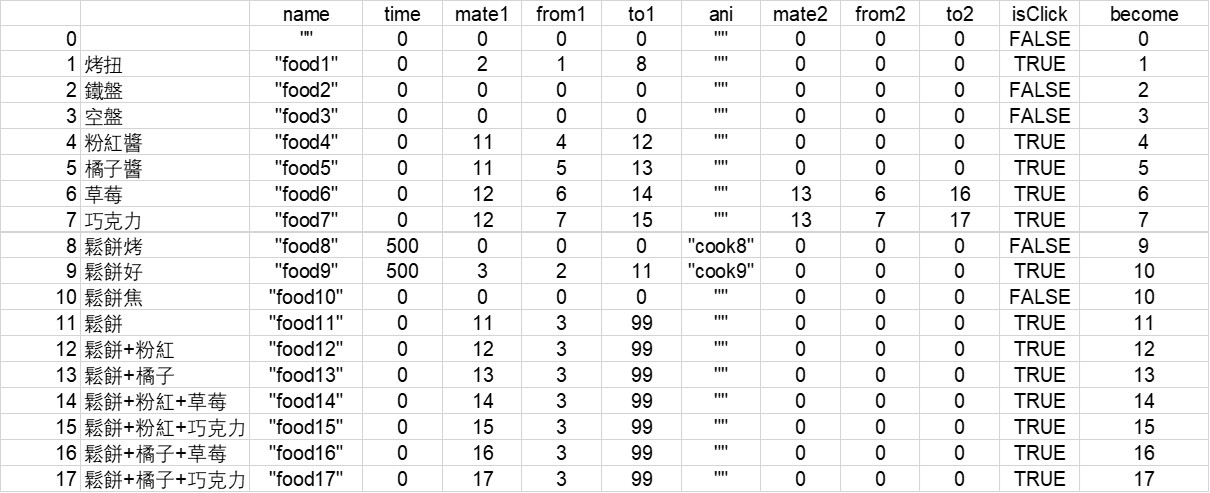 name time mate1 from1 to1 ani mate2 from2 to2 isClick become
0 "" 0 0 0 0 "" 0 0 0 FALSE 0
1 烤扭 "food1" 0 2 1 8 "" 0 0 0 TRUE 1
2 鐵盤 "food2" 0 0 0 0 "" 0 0 0 FALSE 2
3 空盤 "food3" 0 0 0 0 "" 0 0 0 FALSE 3
4 粉紅醬 "food4" 0 11 4 12 "" 0 0 0 TRUE 4
5 橘子醬 "food5" 0 11 5 13 "" 0 0 0 TRUE 5
6 草莓 "food6" 0 12 6 14 "" 13 6 16 TRUE 6
7 巧克力 "food7" 0 12 7 15 "" 13 7 17 TRUE 7
8 鬆餅烤 "food8" 500 0 0 0 "cook8" 0 0 0 FALSE 9
9 鬆餅好 "food9" 500 3 2 11 "cook9" 0 0 0 TRUE 10
10 鬆餅焦 "food10" 0 0 0 0 "" 0 0 0 FALSE 10
11 鬆餅 "food11" 0 11 3 99 "" 0 0 0 TRUE 11
12 鬆餅+粉紅 "food12" 0 12 3 99 "" 0 0 0 TRUE 12
13 鬆餅+橘子 "food13" 0 13 3 99 "" 0 0 0 TRUE 13
14 鬆餅+粉紅+草莓 "food14" 0 14 3 99 "" 0 0 0 TRUE 14
15 鬆餅+粉紅+巧克力 "food15" 0 15 3 99 "" 0 0 0 TRUE 15
16 鬆餅+橘子+草莓 "food16" 0 16 3 99 "" 0 0 0 TRUE 16
17 鬆餅+橘子+巧克力 "food17" 0 17 3 99 "" 0 0 0 TRUE 17